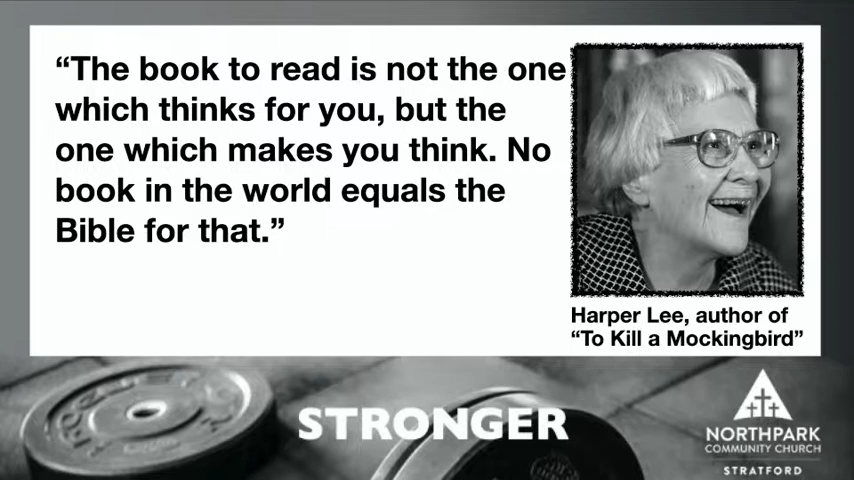 “The book to read is not the one
which thinks for you, but the
one which makes you think. No
book in the world equals the
Bible for that.”
Harper Lee, author of
“To Kill a Mockingbird”
STRONGER
NORTHPARK
COMMUNITY CHURCH
STRATFORD